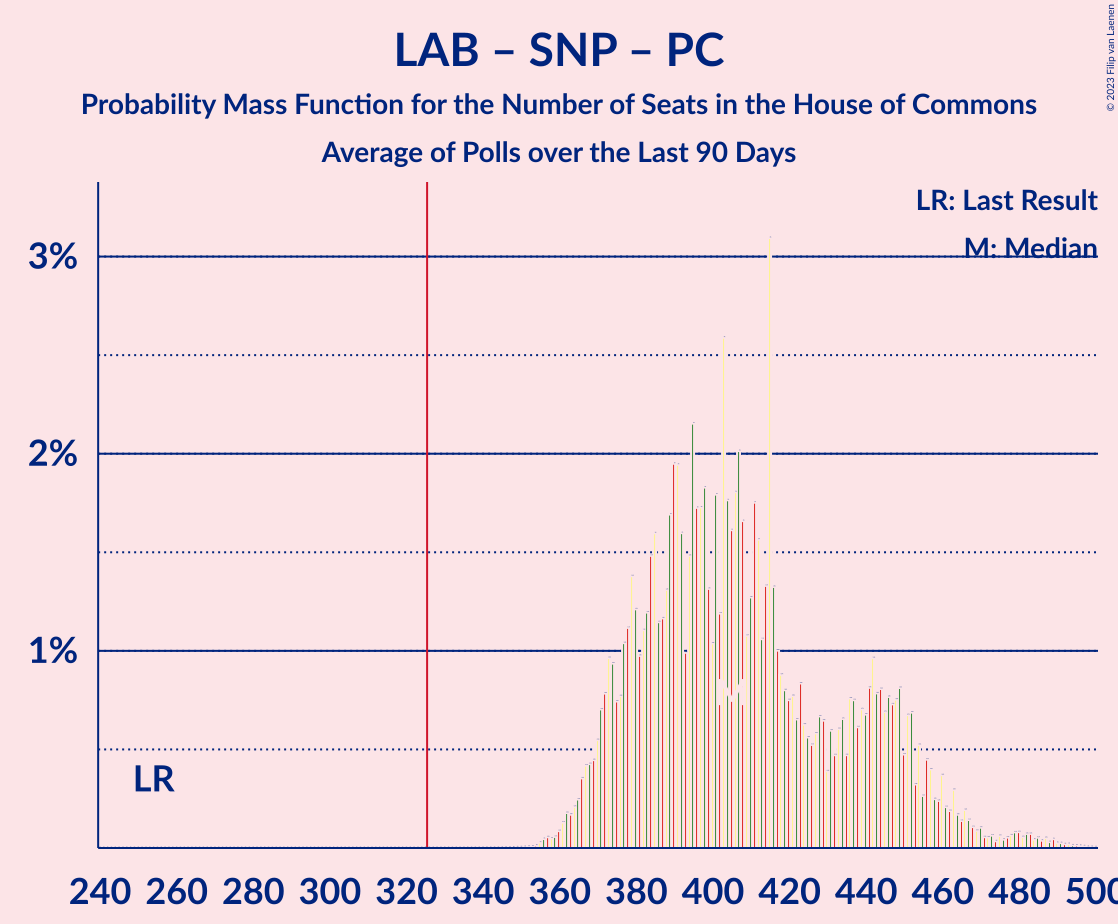 LAB – SNP – PC
Probability Mass Function for the Number of Seats in the House of Commons
Average of Polls over the Last 90 Days
© 2023 Filip van Laenen
LR: Last Result
M: Median
3%
2%
1%
LR
240 260 280 300 320 340 360 380 400 420 440 460 480 500